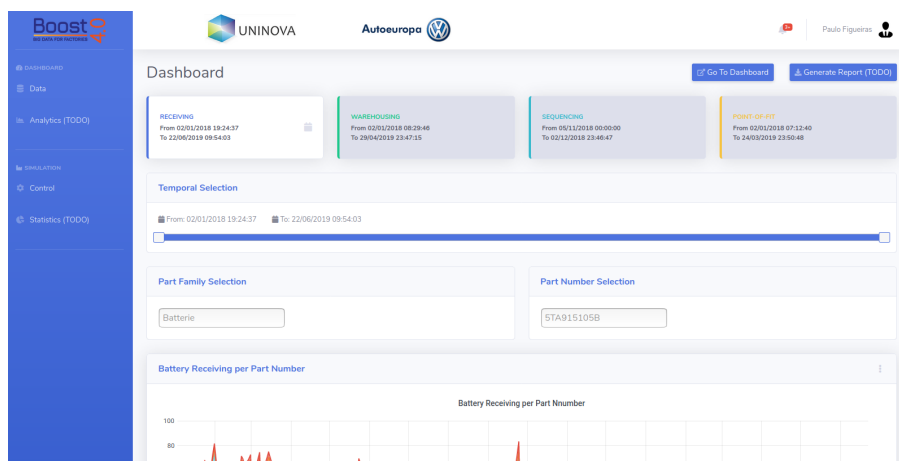 Boost 4.0
BIG DATA FOR FACTORIES
UNINOVA
Autoeuropa
Paulo Figueiras
DASHBOARD
Data
Analytics (TODO)
SIMULATION
Control
Statistics (TODO)
Dashboard
Go To Dashboard
Generate Report (TODO)
RECEIVING
From 02/01/2018 19:24:37
To 22/06/2019 09:54:03
WAREHOUSING
From 02/01/2018 08:29:46
To 29/04/2019 23:47:15
SEQUENCING
From 05/11/2018 00:00:00
To 02/12/2018 23:46:47
POINT-OF-FIT
From 02/01/2018 07:12:40
To 24/03/2019 23:50:48
Temporal Selection
From: 02/01/2018 19:24:37 To: 22/06/2019 09:54:03
Part Family Selection
Batterie
Part Number Selection
5TA915105B
Battery Receiving per Part Number
Battery Receiving per Part Nnumber
100
80